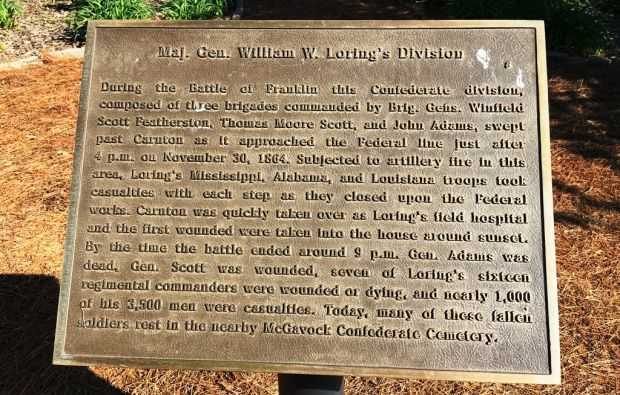 Maj. Gen. William W. Loring's Division
During the Battle of Franklin this Confederate division,
composed of three brigades commanded by Brig. Gens. Winfield
Scott Featherston, Thomas Moore Scott, and John Adams, swept
past Carnton as it approached the Federal line just after
4 p.m. on November 30, 1864. Subjected to artillery fire in this
area, Loring's Mississippi, Alabama, and Louisiana troops took
casualties with each step as they closed upon the Federal
works. Carnton was quickly taken over as Loring's field hospital
and the first wounded were taken into the house around sunset.
By the time the battle ended around 9 p.m. Gen. Adams was
dead, Gen. Scott was wounded, seven of Loring's sixteen
regimental commanders were wounded or dying, and nearly 1,000
of his 3,500 men were casualties. Today, many of these fallen
soldiers rest in the nearby McGavock Confederate Cemetery.